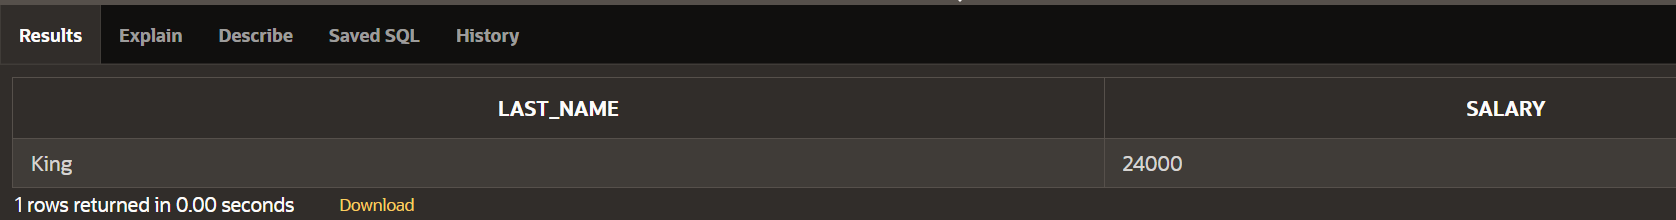 Results Explain Describe Saved SQL History
LAST_NAME SALARY
King 24000
1 rows returned in 0.00 seconds Download